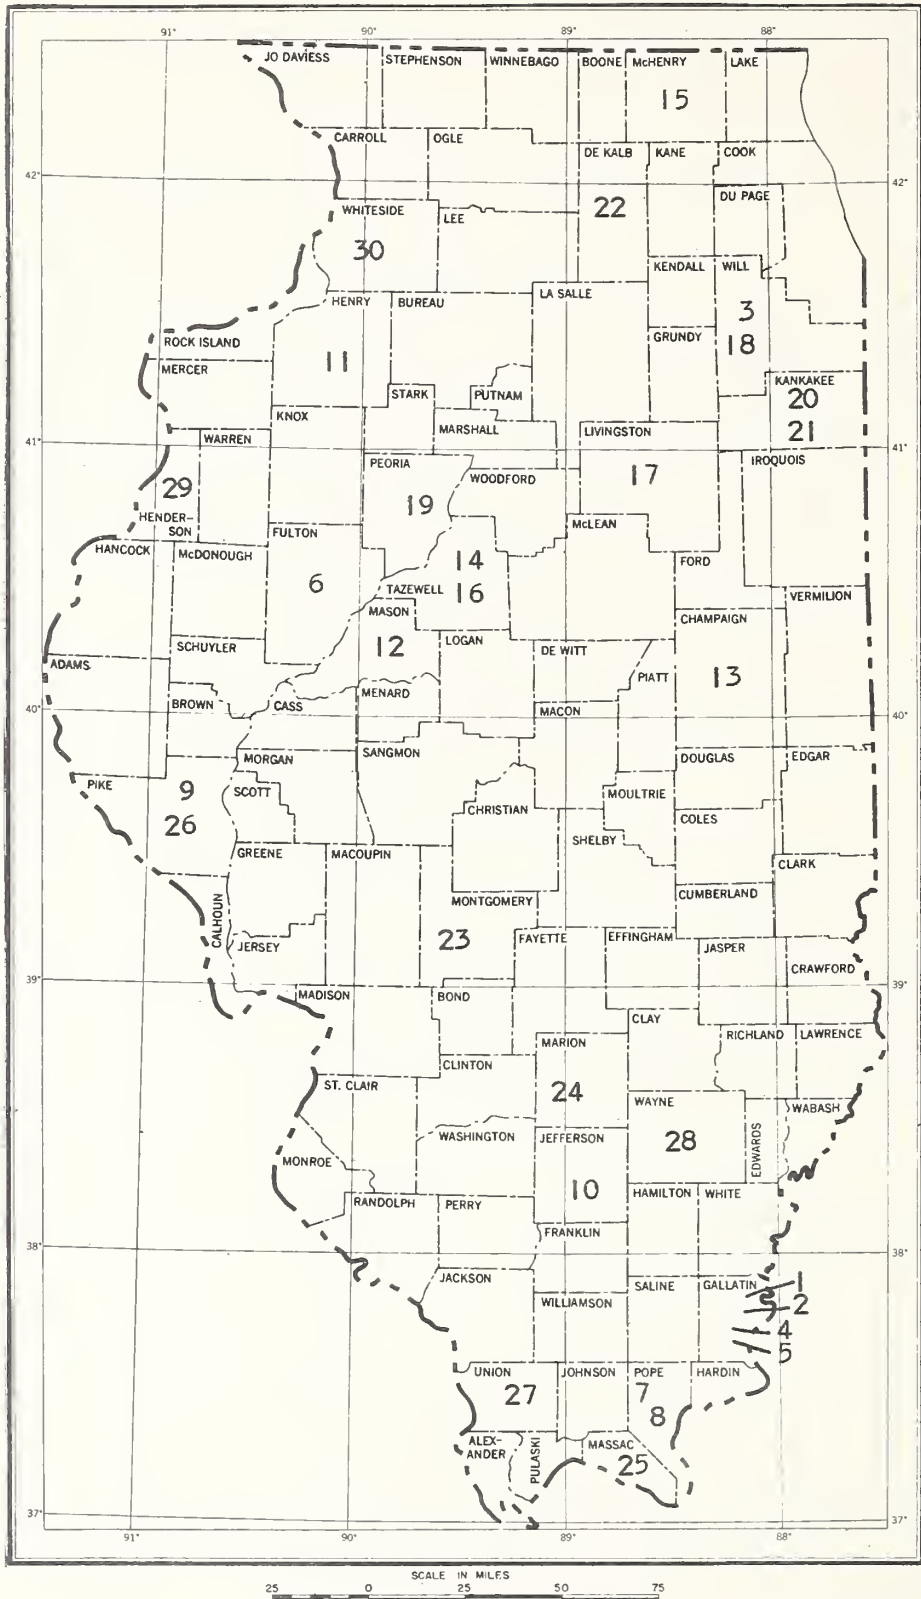 91° 90° 89° 88°
JO DAVIESS STEPHENSON WINNEBAGO BOONE McHENRY LAKE
15
CARROLL OGLE DE KALB KANE COOK
42° 42°
DU PAGE
WHITESIDE LEE 22
30
KENDALL WILL
HENRY BUREAU LA SALLE
3
ROCK ISLAND GRUNDY 18
MERCER 11
KANKAKEE
STARK PUTNAM 20
KNOX
MARSHALL LIVINGSTON 21
41° WARREN 41°
PEORIA IROQUOIS
WOODFORD 17
29
19
HENDER-
SON McLEAN
FULTON
HANCOCK McDONOUGH
14 FORD
6 TAZEWELL 16 VERMILION
MASON CHAMPAIGN
SCHUYLER 12 LOGAN DE WITT
ADAMS PIATT 13
MENARD
BROWN CASS MACON
40° 40°
MORGAN SANGMON DOUGLAS EDGAR
PIKE 9 SCOTT MOULTRIE
CHRISTIAN
26 COLES
SHELBY
GREENE MACOUPIN CLARK
CUMBERLAND
MONTGOMERY
CALHOUN
23 FAYETTE EFFINGHAM
JERSEY JASPER
CRAWFORD
39° 39°
MADISON BOND
CLAY
RICHLAND LAWRENCE
MARION
CLINTON
ST. CLAIR
24
WAYNE WABASH
WASHINGTON JEFFERSON 28 EDWARDS
MONROE
10 HAMILTON WHITE
RANDOLPH PERRY
FRANKLIN
38° 38°
JACKSON SALINE GALLATIN 1
WILLIAMSON 2
4
5
UNION JOHNSON POPE HARDIN
27 7
8
ALEX-
ANDER PULASKI MASSAC
25
37° 37°
91° 90° 89° 88°
SCALE IN MILES
25 0 25 50 75